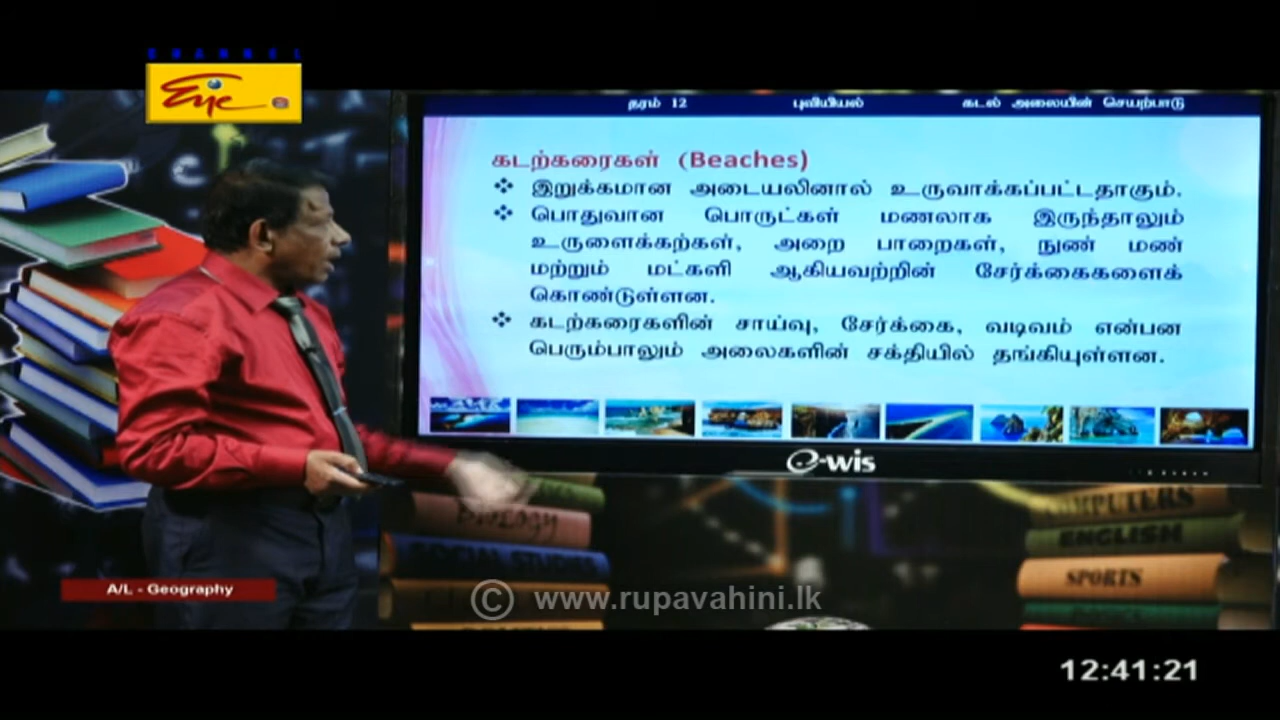 CHANNEL
Eye
தரம் 12 புவியியல் கடல் அலையின் செயற்பாடு
கடற்கரைகள் (Beaches)
❖ இறுக்கமான அடையலினால் உருவாக்கப்பட்டதாகும்.
❖ பொதுவான பொருட்கள் மணலாக இருந்தாலும்
உருளைக்கற்கள், அறை பாறைகள், நுண் மண்
மற்றும் மட்களி ஆகியவற்றின் சேர்க்கைகளைக்
கொண்டுள்ளன.
❖ கடற்கரைகளின் சாய்வு, சேர்க்கை, வடிவம் என்பன
பெரும்பாலும் அலைகளின் சக்தியில் தங்கியுள்ளன.
e-wis
BIOLOGY
SOCIAL STUDIES
COMPUTERS
ENGLISH
SPORTS
A/L - Geography
© www.rupavahini.lk
12:41:21